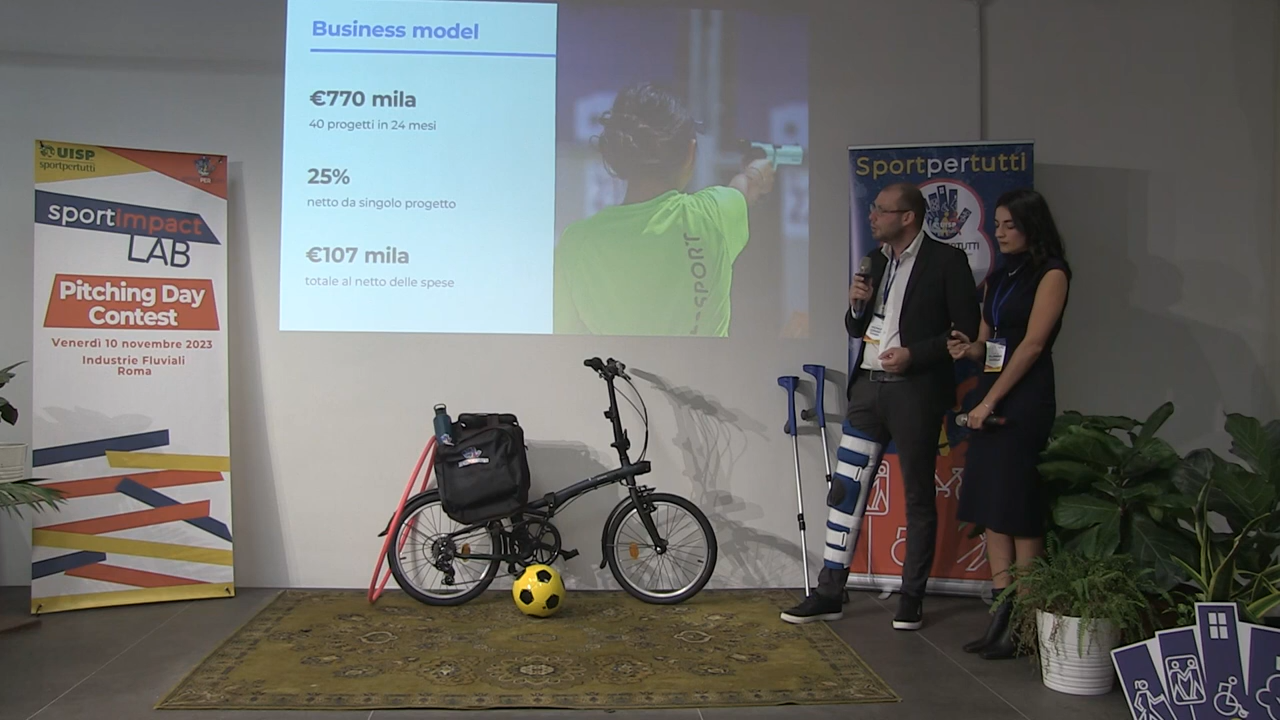 UISP
sportpertutti
sportimpact
LAB
Pitching Day
Contest
Venerdì 10 novembre 2023
Industrie Fluviali
Roma
Business model
€770 mila
40 progetti in 24 mesi
25%
netto da singolo progetto
€107 mila
totale al netto delle spese
SPORT
Sportpertutti
UISP